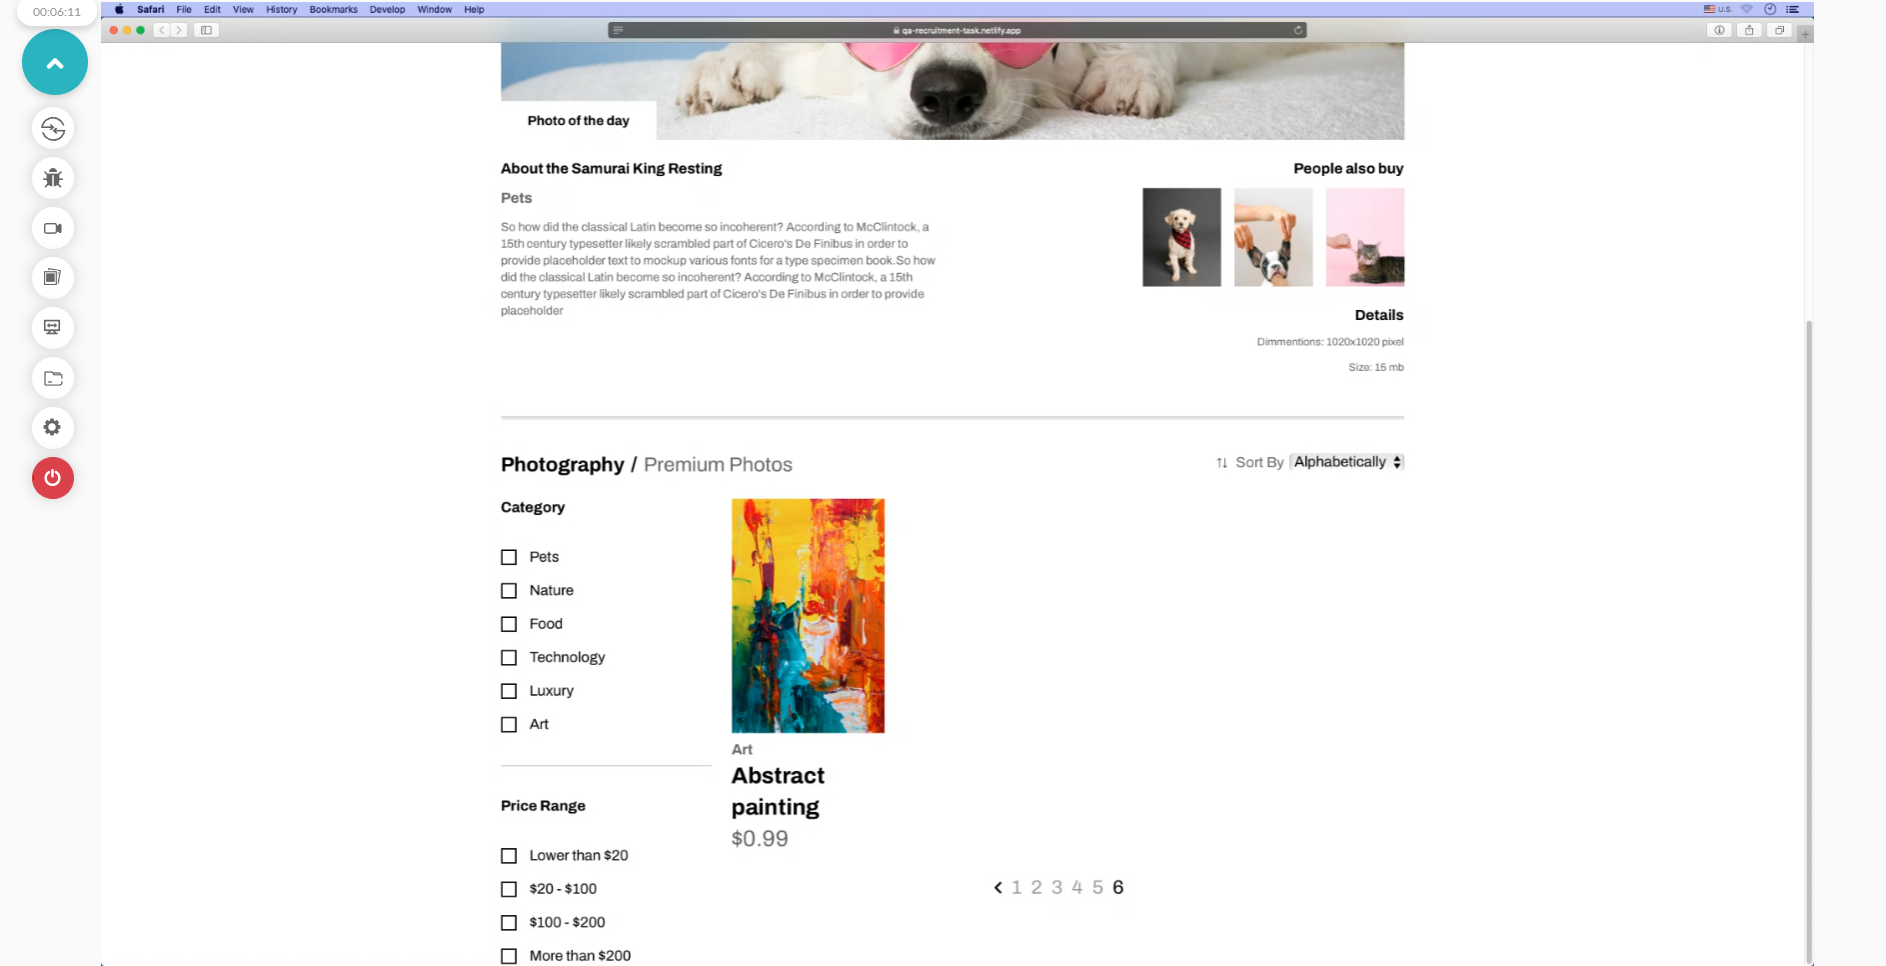 00:06:11
Safari File Edit View History Bookmarks Develop Window Help
U.S.
qa-recruitment-task.netlify.app
Photo of the day
About the Samurai King Resting
Pets
So how did the classical Latin become so incoherent? According to McClintock, a
15th century typesetter likely scrambled part of Cicero's De Finibus in order to
provide placeholder text to mockup various fonts for a type specimen book.So how
did the classical Latin become so incoherent? According to McClintock, a 15th
century typesetter likely scrambled part of Cicero's De Finibus in order to provide
placeholder
People also buy
Details
Dimmentions: 1020x1020 pixel
Size: 15 mb
Photography / Premium Photos
Sort By Alphabetically
Category
Pets
Nature
Food
Technology
Luxury
Art
Price Range
Lower than $20
$20 - $100
$100 - $200
More than $200
Art
Abstract
painting
$0.99
1 2 3 4 5 6